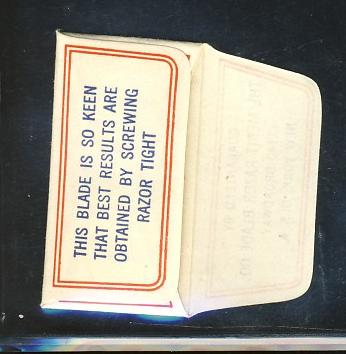 THIS BLADE IS SO KEEN
THAT BEST RESULTS ARE
OBTAINED BY SCREWING
RAZOR TIGHT